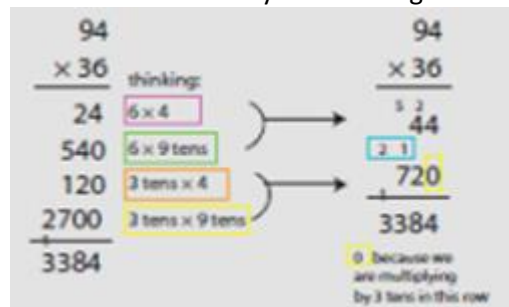 94 94
× 36 thinking: × 36
24 6 × 4 5 2
44
540 6 × 9 tens 2 1
120 3 tens × 4 720
2700 3 tens × 9 tens 1
1
3384 3384
0 because we
are multiplying
by 3 tens in this row